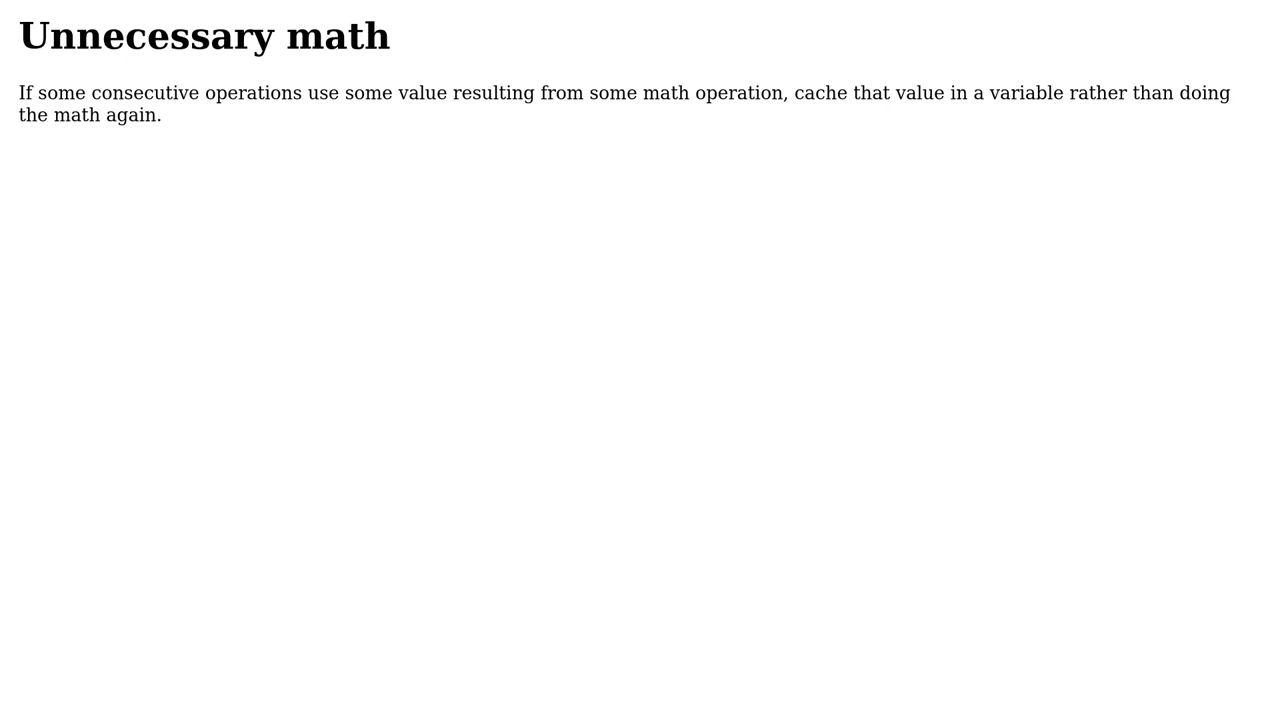 Unnecessary math
If some consecutive operations use some value resulting from some math operation, cache that value in a variable rather than doing
the math again.